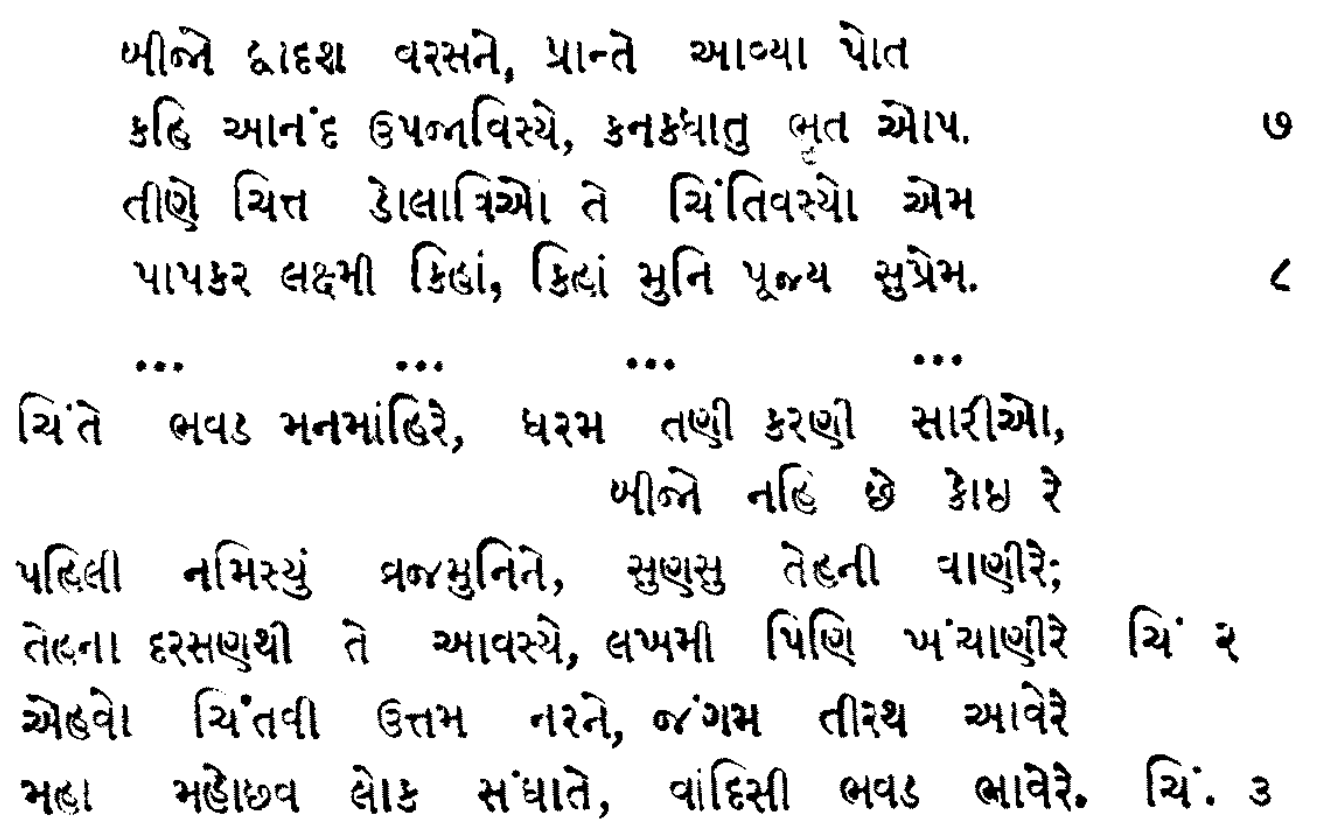 બીજો દ્વાદશ વરસને, પ્રાન્તે આવ્યા પોત
કહિ આનંદ ઉપજાવિસ્યે, કનકધાતુ ભૃત ઓપ. ૭
તીણે ચિત્ત ડોલાત્રિઓ તે ચિંતિવસ્યો એમ
પાપકર લક્ષ્મી કિહાં, કિહાં મુનિ પૂજ્ય સુપ્રેમ. ૮
... ... ... ...
ચિંતે ભવડ મનમાંહિરે, ધરમ તણી કરણી સારીઓ,
બીજો નહિ છે કોઇ રે
પહિલી નમિસ્યું વ્રજમુનિને, સુણસુ તેહની વાણીરે;
તેહના દરસણથી તે આવસ્યે, લખમી પિણિ ખંચાણીરે ચિં ૨
એહવો ચિંતવી ઉત્તમ નરને, જંગમ તીરથ આવેરે
મહા મહોછવ લોક સંઘાતે, વાંદિસી ભવડ ભાવેરે. ચિં. ૩